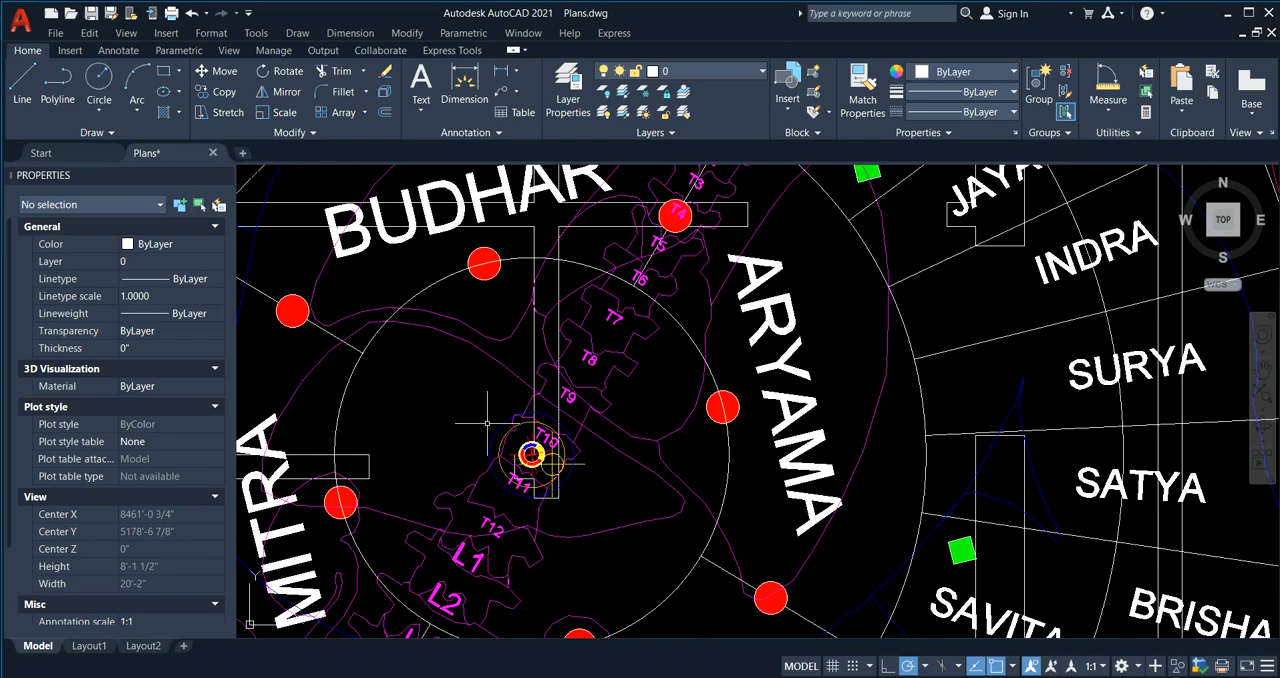 Autodesk AutoCAD 2021 Plans.dwg
Type a keyword or phrase
Sign In
File Edit View Insert Format Tools Draw Dimension Modify Parametric Window Help Express
Home Insert Annotate Parametric View Manage Output Collaborate Express Tools
Line Polyline Circle Arc
Move Rotate Trim
Copy Mirror Fillet
Stretch Scale Array
Text Dimension Table
Layer Properties
0
Insert
Match Properties
ByLayer
ByLayer
ByLayer
Group
Measure
Paste
Base
Draw Modify Annotation Layers Block Properties Groups Utilities Clipboard View
Start Plans*
PROPERTIES
No selection
General
Color ByLayer
Layer 0
Linetype ByLayer
Linetype scale 1.0000
Lineweight ByLayer
Transparency ByLayer
Thickness 0"
3D Visualization
Material ByLayer
Plot style
Plot style ByColor
Plot style table None
Plot table attac... Model
Plot table type Not available
View
Center X 8461'-0 3/4"
Center Y 5178'-6 7/8"
Center Z 0"
Height 8'-1 1/2"
Width 20'-2"
Misc
Annotation scale 1:1
BUDHAR
ARYAMA
MITRA
T3
T4
T5
T6
T7
T8
T9
T10
T11
T12
L1
L2
JAYA
INDRA
SURYA
SATYA
SAVITA
BRISHA
N
W TOP E
S
WCS
Y
Model Layout1 Layout2
MODEL 1:1